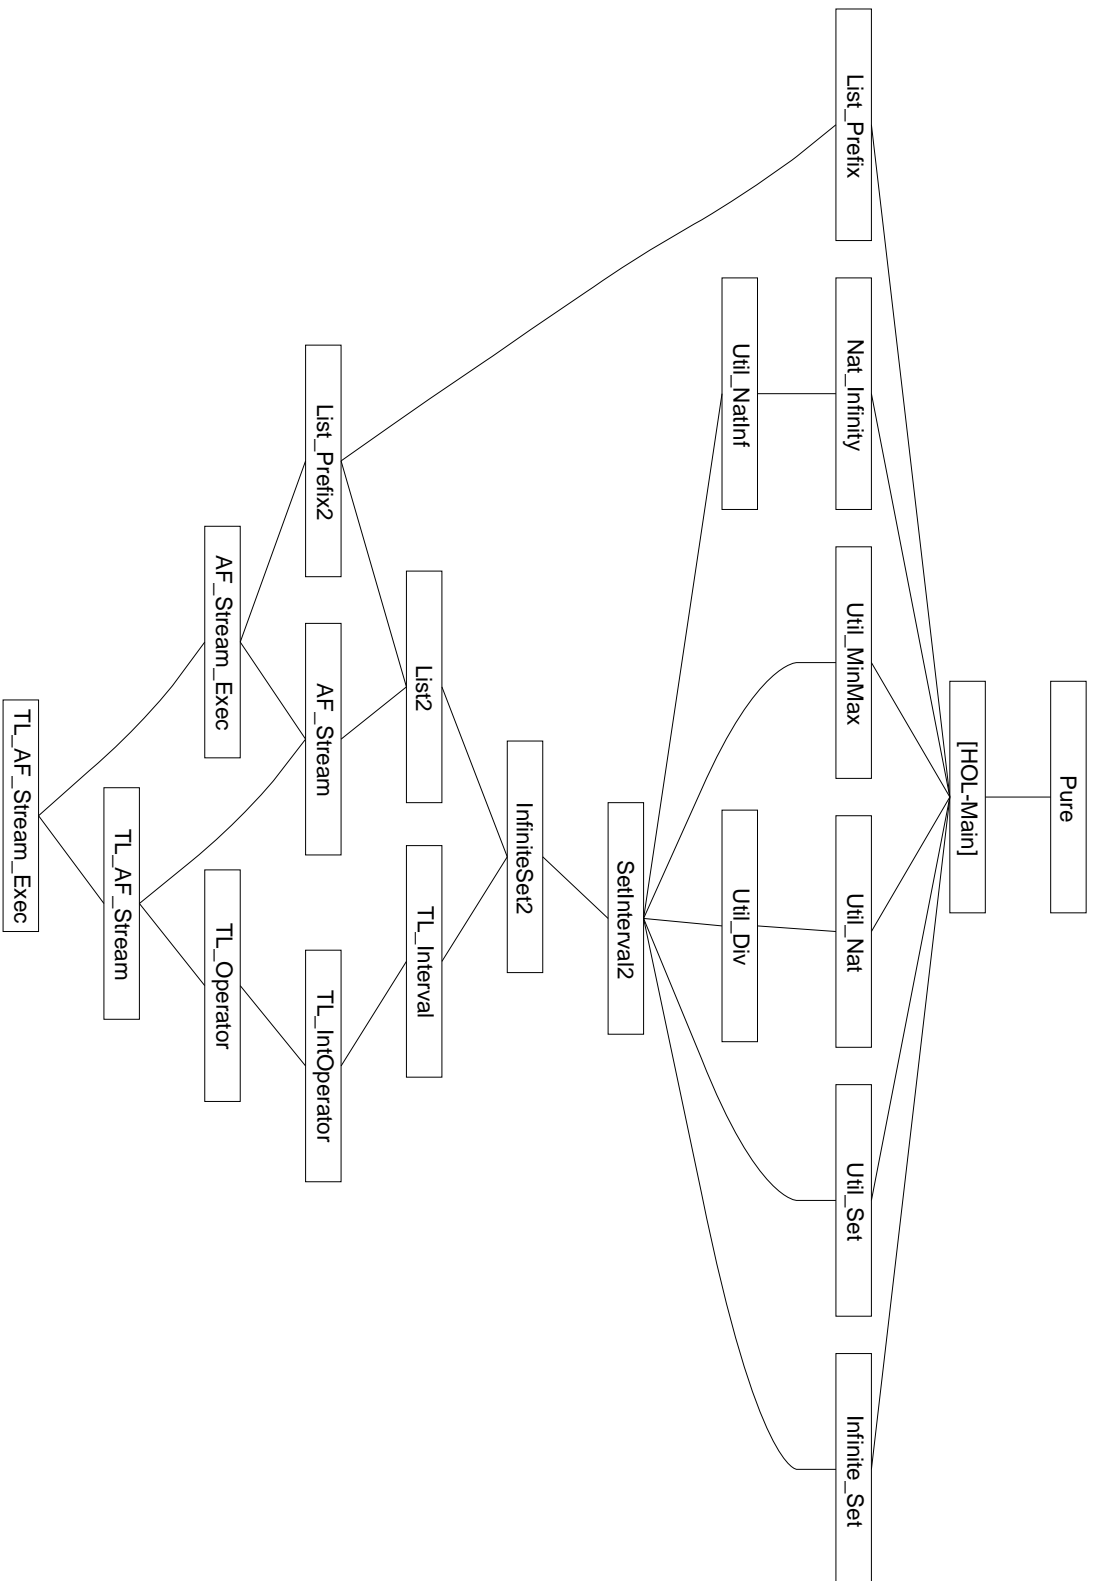 Pure
[HOL-Main]
List_Prefix
Nat_Infinity
Util_MinMax
Util_Nat
Util_Set
Infinite_Set
Util_NatInf
Util_Div
SetInterval2
InfiniteSet2
List2
TL_Interval
List_Prefix2
AF_Stream
TL_IntOperator
AF_Stream_Exec
TL_Operator
TL_AF_Stream
TL_AF_Stream_Exec